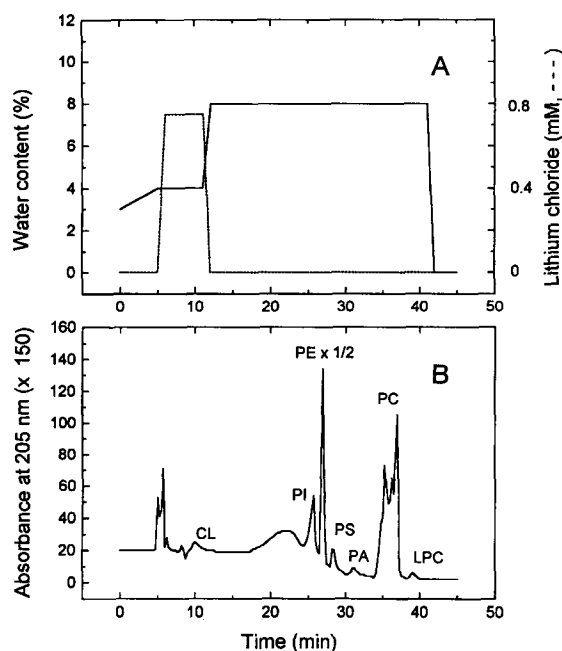 A
Water content (%)
12
10
8
6
4
2
0
0.8
0.4
0
Lithium chloride (mM, - - -)
0 10 20 30 40 50
B
Absorbance at 205 nm (x 150)
160
140
120
100
80
60
40
20
0
PE x 1/2
PC
PI
PS
CL
PA
LPC
0 10 20 30 40 50
Time (min)